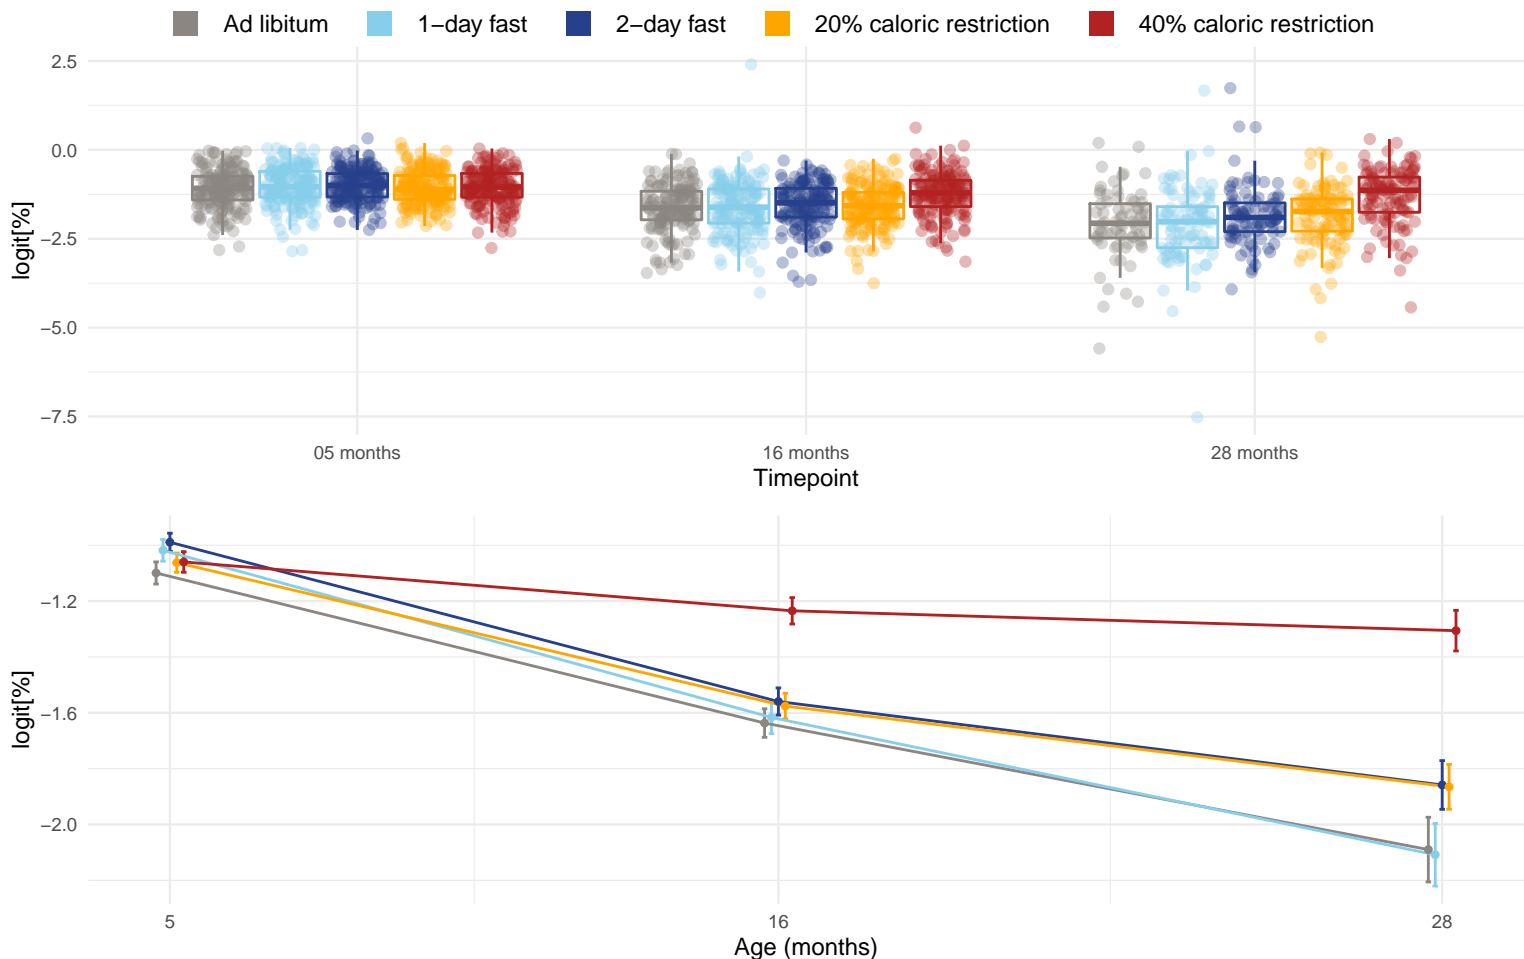 Ad libitum 1−day fast 2−day fast 20% caloric restriction 40% caloric restriction
2.5
0.0
−2.5
−5.0
−7.5
logit[%]
05 months 16 months 28 months
Timepoint
−1.2
−1.6
−2.0
logit[%]
5 16 28
Age (months)